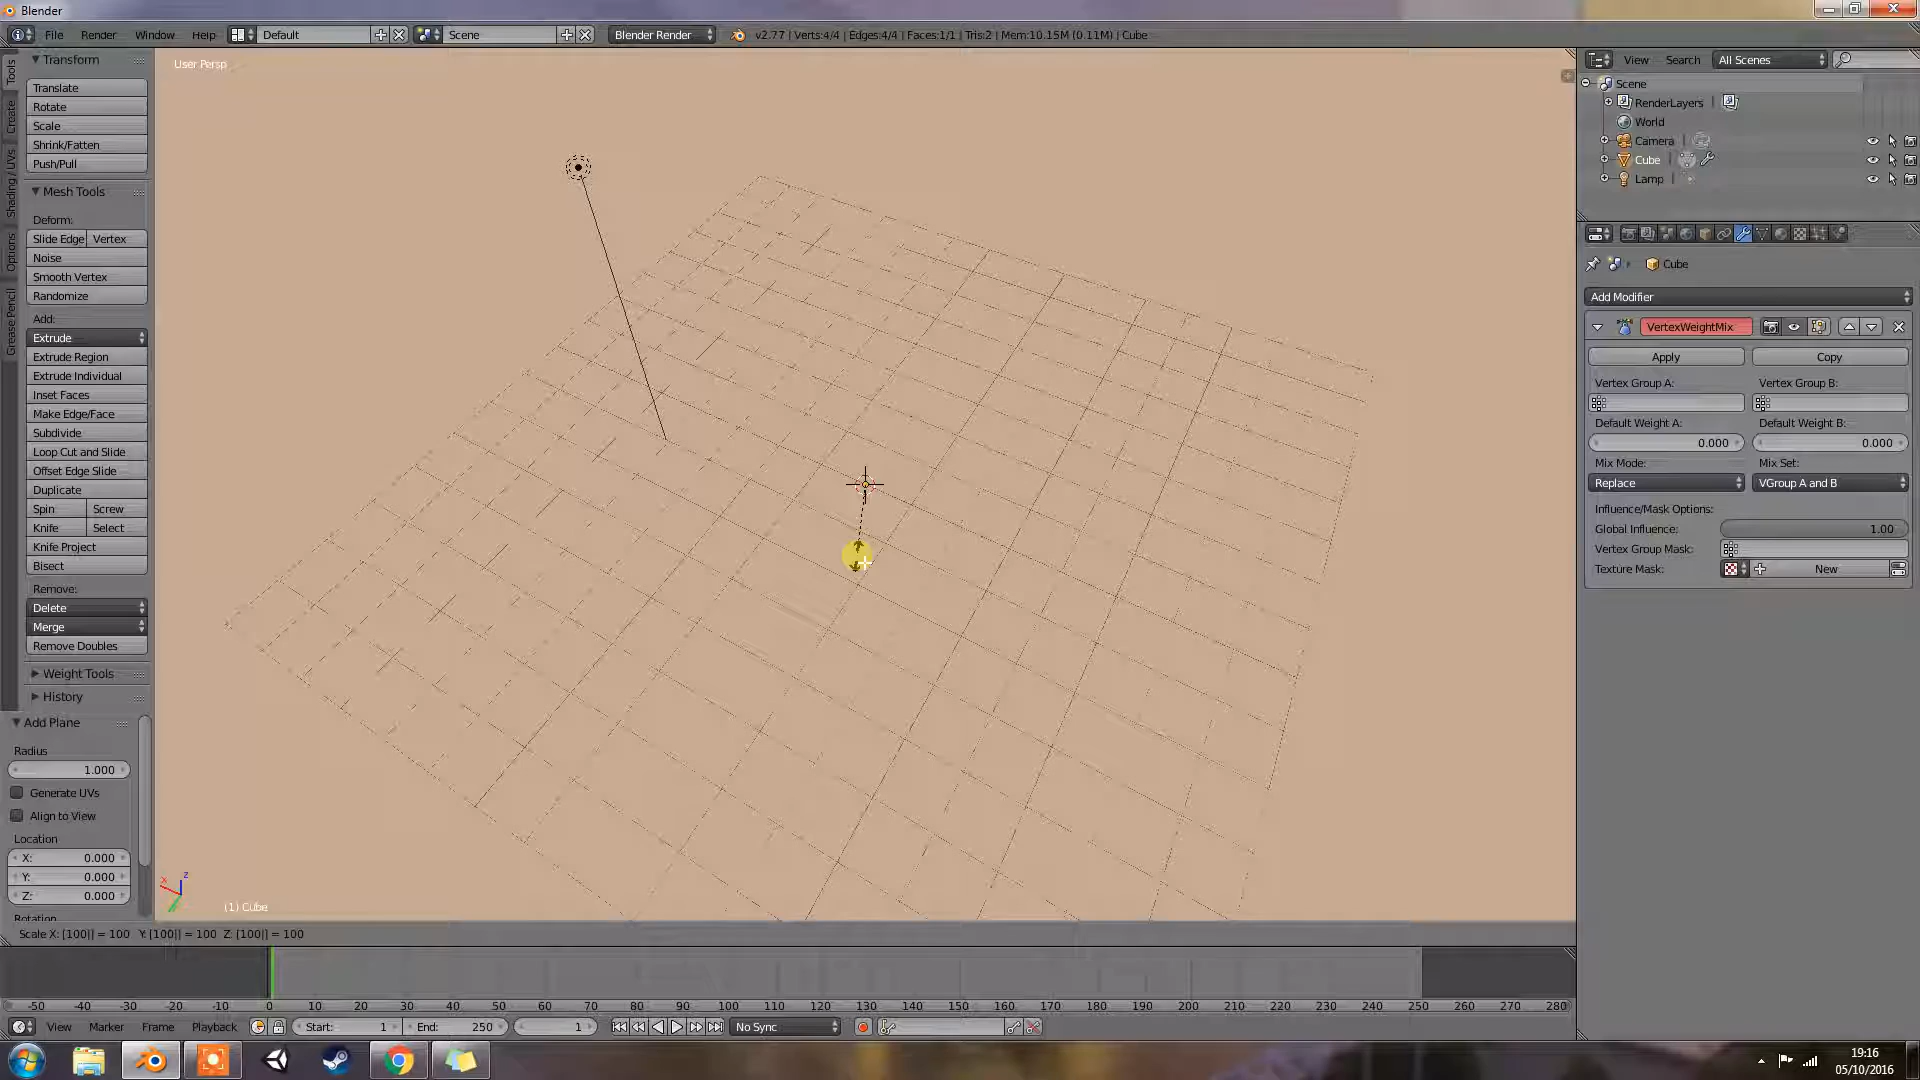 Blender
File Render Window Help Default Scene Blender Render v2.77 | Verts:4/4 | Edges:4/4 | Faces:1/1 | Tris:2 | Mem:10.15M (0.11M) | Cube
Tools
Create
Shading / UVs
Options
Grease Pencil
Transform
Translate
Rotate
Scale
Shrink/Fatten
Push/Pull
Mesh Tools
Deform:
Slide Edge Vertex
Noise
Smooth Vertex
Randomize
Add:
Extrude
Extrude Region
Extrude Individual
Inset Faces
Make Edge/Face
Subdivide
Loop Cut and Slide
Offset Edge Slide
Duplicate
Spin Screw
Knife Select
Knife Project
Bisect
Remove:
Delete
Merge
Remove Doubles
Weight Tools
History
Add Plane
Radius
1.000
Generate UVs
Align to View
Location
X: 0.000
Y: 0.000
Z: 0.000
Rotation
User Persp
x z
(1) Cube
Scale X: [100|] = 100 Y: [100|] = 100 Z: [100|] = 100
View Search All Scenes
Scene
RenderLayers
World
Camera
Cube
Lamp
Cube
Add Modifier
VertexWeightMix
Apply Copy
Vertex Group A: Vertex Group B:
Default Weight A: Default Weight B:
0.000 0.000
Mix Mode: Mix Set:
Replace VGroup A and B
Influence/Mask Options:
Global Influence: 1.00
Vertex Group Mask:
Texture Mask: New
-50 -40 -30 -20 -10 0 10 20 30 40 50 60 70 80 90 100 110 120 130 140 150 160 170 180 190 200 210 220 230 240 250 260 270 280
View Marker Frame Playback Start: 1 End: 250 1 No Sync
19:16
05/10/2016